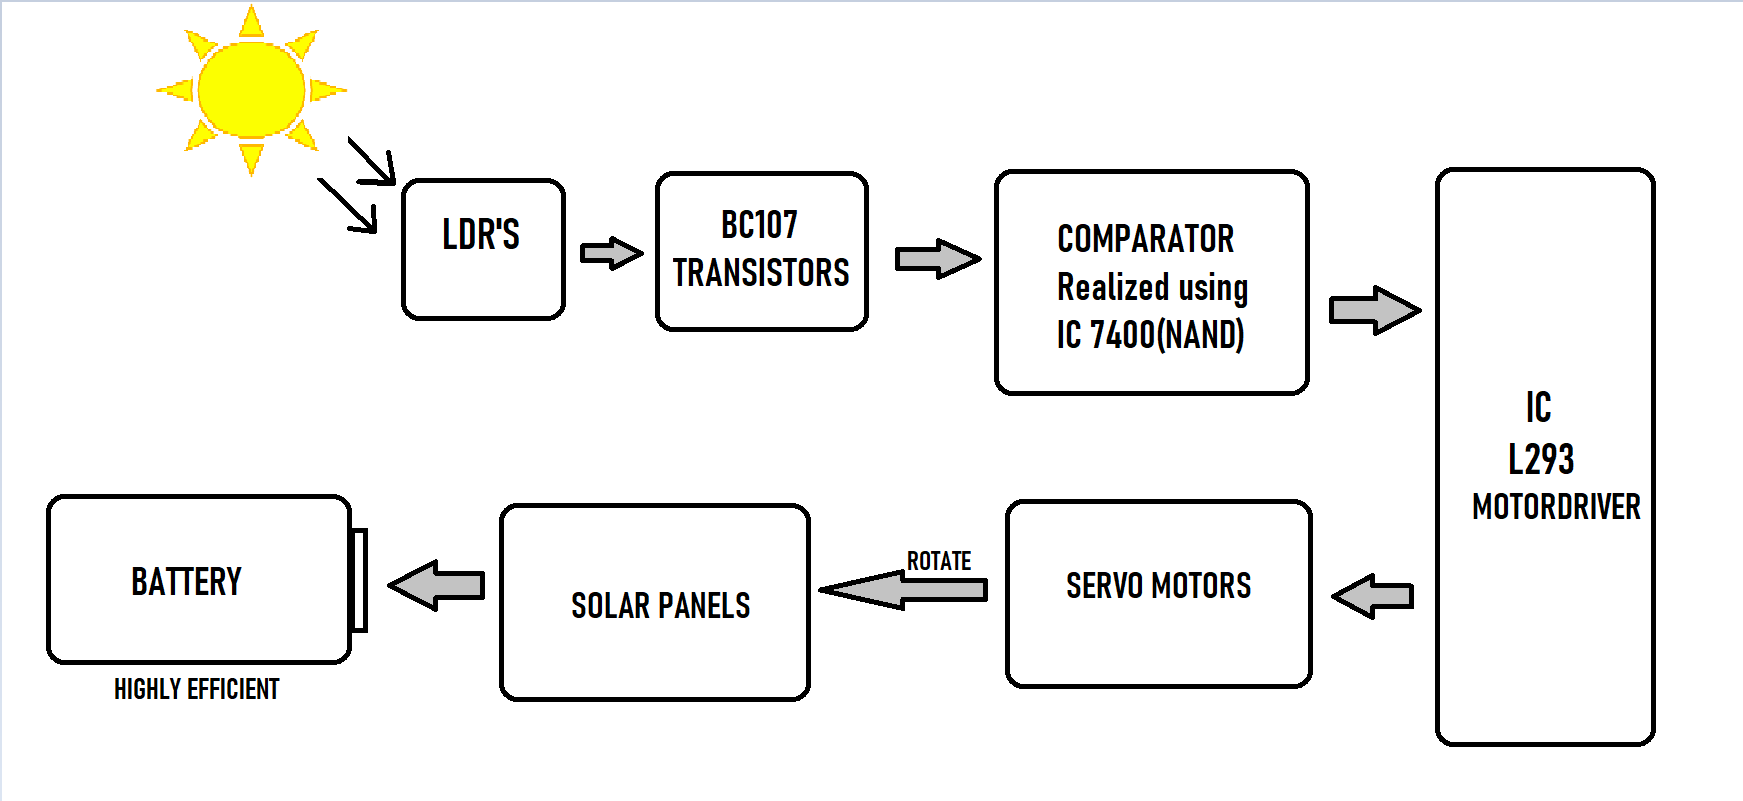 LDR'S
BC107
TRANSISTORS
COMPARATOR
Realized using
IC 7400(NAND)
IC
L293
MOTORDRIVER
SERVO MOTORS
ROTATE
SOLAR PANELS
BATTERY
HIGHLY EFFICIENT